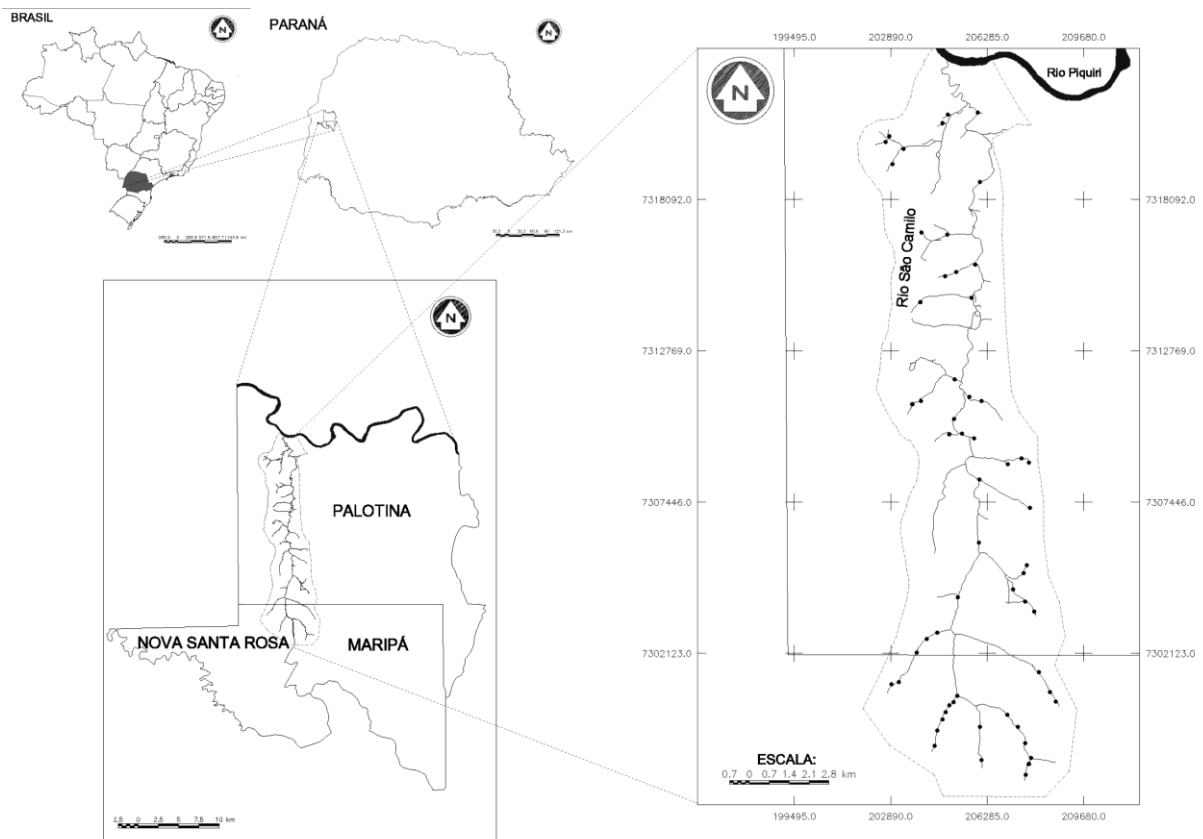 BRASIL
N
PARANÁ
N
N
PALOTINA
NOVA SANTA ROSA
MARIPÁ
2.5 0 2.5 5 7.5 10 km
199495.0 202890.0 206285.0 209680.0
N
Rio Piquiri
7318092.0 7318092.0
Rio São Camilo
7312769.0 7312769.0
7307446.0 7307446.0
7302123.0 7302123.0
ESCALA:
0.7 0 0.7 1.4 2.1 2.8 km
199495.0 202890.0 206285.0 209680.0